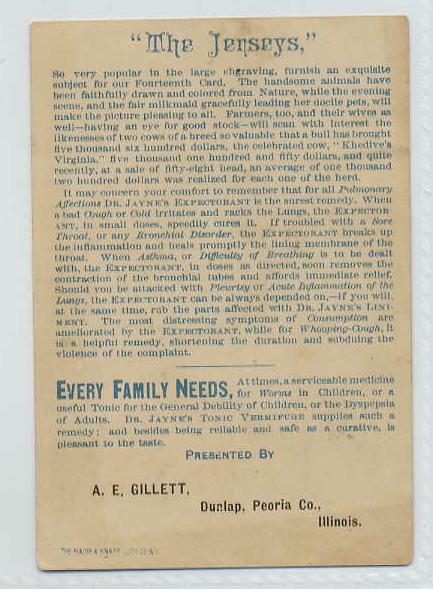 "The Jerseys,"
So very popular in the large engraving, furnish an exquisite
subject for our Fourteenth Card. The handsome animals have
been faithfully drawn and colored from Nature, while the evening
scene, and the fair milkmaid gracefully leading her docile pets, will
make the picture pleasing to all. Farmers, too, and their wives as
well—having an eye for good stock—will scan with interest the
likenesses of two cows of a breed so valuable that a bull has brought
five thousand six hundred dollars, the celebrated cow, "Khedive's
Virginia," five thousand one hundred and fifty dollars, and quite
recently, at a sale of fifty-eight head, an average of one thousand
two hundred dollars was realized for each one of the herd.
It may concern your comfort to remember that for all Pulmonary
Affections DR. JAYNE'S EXPECTORANT is the surest remedy. When
a bad Cough or Cold irritates and racks the Lungs, the EXPECTOR-
ANT, in small doses, speedily cures it. If troubled with a Sore
Throat, or any Bronchial Disorder, the EXPECTORANT breaks up
the inflammation and heals promptly the lining membrane of the
throat. When Asthma, or Difficulty of Breathing is to be dealt
with, the EXPECTORANT, in doses as directed, soon removes the
contraction of the bronchial tubes and affords immediate relief.
Should you be attacked with Pleurisy or Acute Inflammation of the
Lungs, the EXPECTORANT can be always depended on,—if you will,
at the same time, rub the parts affected with DR. JAYNE'S LINI-
MENT. The most distressing symptoms of Consumption are
ameliorated by the EXPECTORANT, while for Whooping-Cough, it
is a helpful remedy, shortening the duration and subduing the
violence of the complaint.
EVERY FAMILY NEEDS, At times, a serviceable medicine
for Worms in Children, or a
useful Tonic for the General Debility of Children, or the Dyspepsia
of Adults. DR. JAYNE'S TONIC VERMIFUGE supplies such a
remedy; and besides being reliable and safe as a curative, is
pleasant to the taste.
PRESENTED BY
A. E, GILLETT,
Dunlap, Peoria Co.,
Illinois.
THE MAJOR & KNAPP LITH. CO. N.Y.